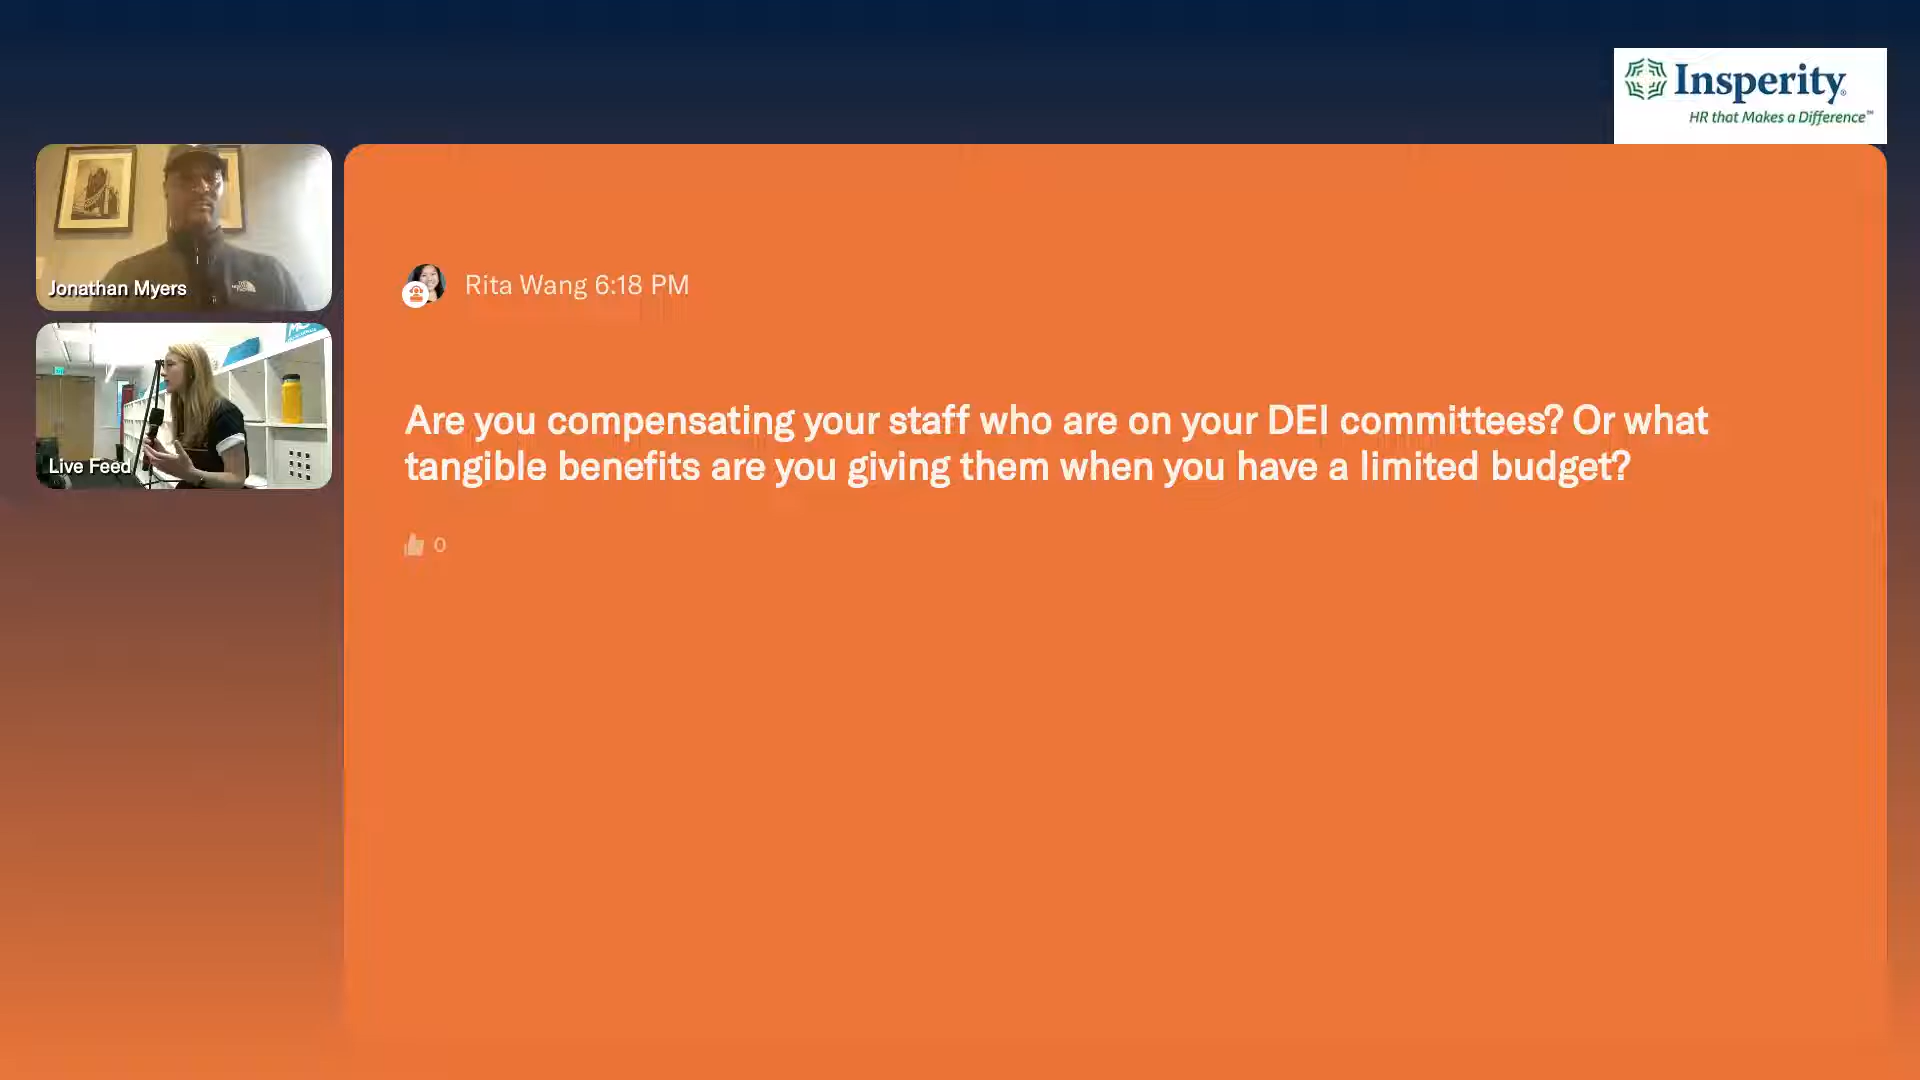 Insperity®
HR that Makes a Difference™
Jonathan Myers
Live Feed
Rita Wang 6:18 PM
Are you compensating your staff who are on your DEI committees? Or what
tangible benefits are you giving them when you have a limited budget?
0